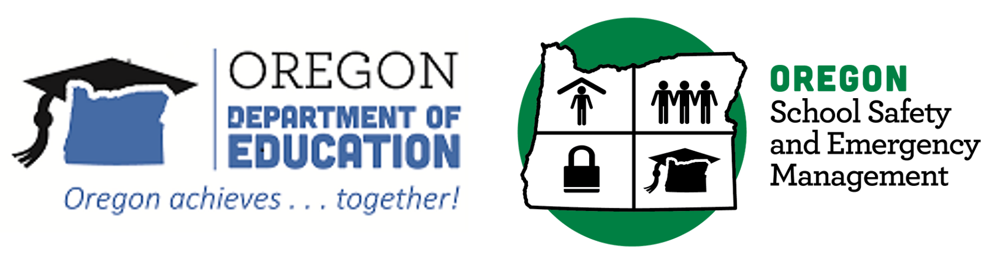 OREGON
DEPARTMENT OF
EDUCATION
Oregon achieves . . . together!
OREGON
School Safety
and Emergency
Management